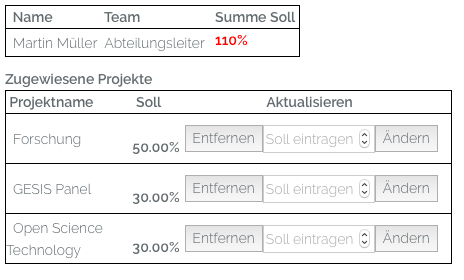 Name Team Summe Soll
Martin Müller Abteilungsleiter 110%
Zugewiesene Projekte
Projektname Soll Aktualisieren
Forschung 50.00% Entfernen Soll eintragen Ändern
GESIS Panel 30.00% Entfernen Soll eintragen Ändern
Open Science
Technology 30.00% Entfernen Soll eintragen Ändern